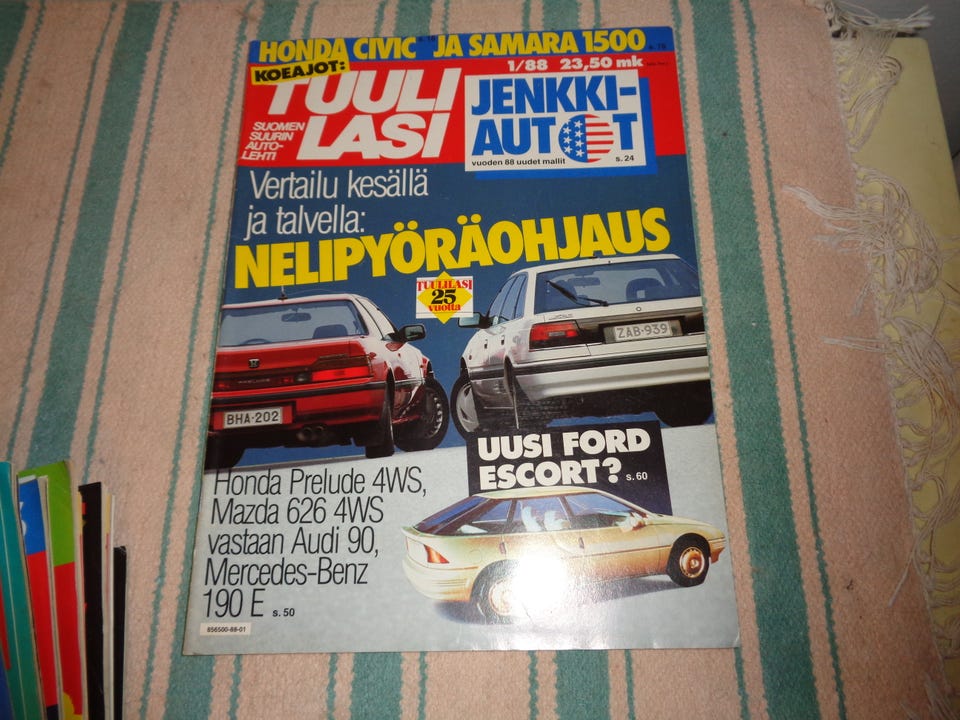 HONDA CIVIC JA SAMARA 1500
KOEAJOT:
1/88 23,50 mk
TUULI
LASI
SUOMEN
SUURIN
AUTO-
LEHTI
JENKKI-
AUTOT
vuoden 88 uudet mallit s. 24
Vertailu kesällä
ja talvella:
NELIPYÖRÄOHJAUS
TUULILASI
25
vuotta
ZAB-939
BHA-202
UUSI FORD
ESCORT? s. 60
Honda Prelude 4WS,
Mazda 626 4WS
vastaan Audi 90,
Mercedes-Benz
190 E s. 50
856500-88-01